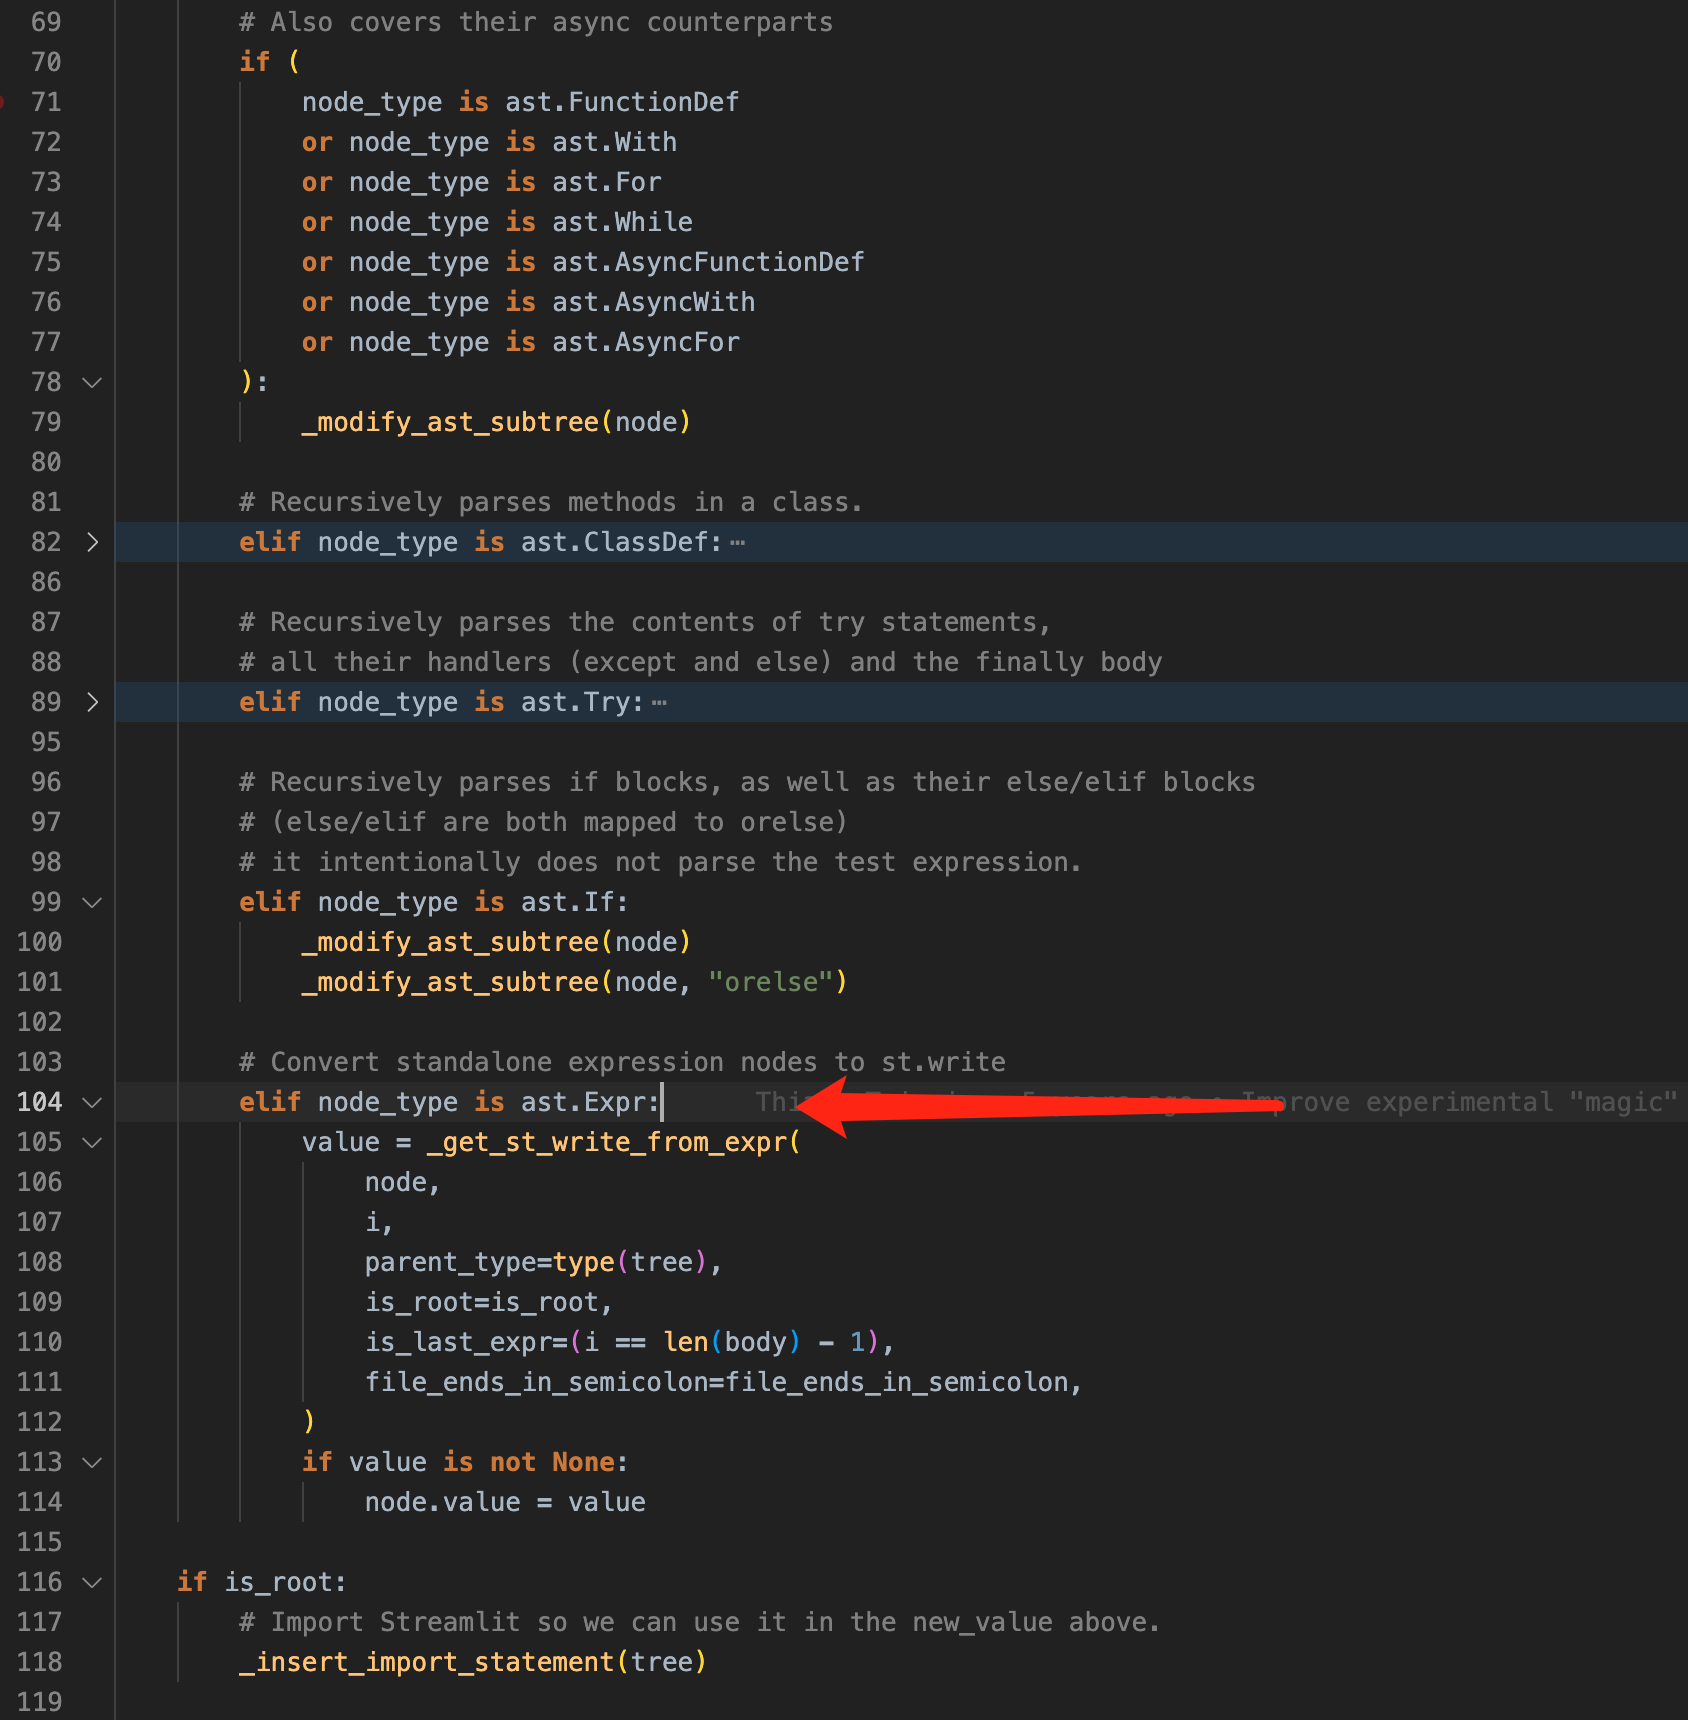 69 # Also covers their async counterparts
70 if (
71 node_type is ast.FunctionDef
72 or node_type is ast.With
73 or node_type is ast.For
74 or node_type is ast.While
75 or node_type is ast.AsyncFunctionDef
76 or node_type is ast.AsyncWith
77 or node_type is ast.AsyncFor
78 ):
79 _modify_ast_subtree(node)
80
81 # Recursively parses methods in a class.
82 elif node_type is ast.ClassDef:⋯
86
87 # Recursively parses the contents of try statements,
88 # all their handlers (except and else) and the finally body
89 elif node_type is ast.Try:⋯
95
96 # Recursively parses if blocks, as well as their else/elif blocks
97 # (else/elif are both mapped to orelse)
98 # it intentionally does not parse the test expression.
99 elif node_type is ast.If:
100 _modify_ast_subtree(node)
101 _modify_ast_subtree(node, "orelse")
102
103 # Convert standalone expression nodes to st.write
104 elif node_type is ast.Expr: Improve experimental "magic"
105 value = _get_st_write_from_expr(
106 node,
107 i,
108 parent_type=type(tree),
109 is_root=is_root,
110 is_last_expr=(i == len(body) - 1),
111 file_ends_in_semicolon=file_ends_in_semicolon,
112 )
113 if value is not None:
114 node.value = value
115
116 if is_root:
117 # Import Streamlit so we can use it in the new_value above.
118 _insert_import_statement(tree)
119